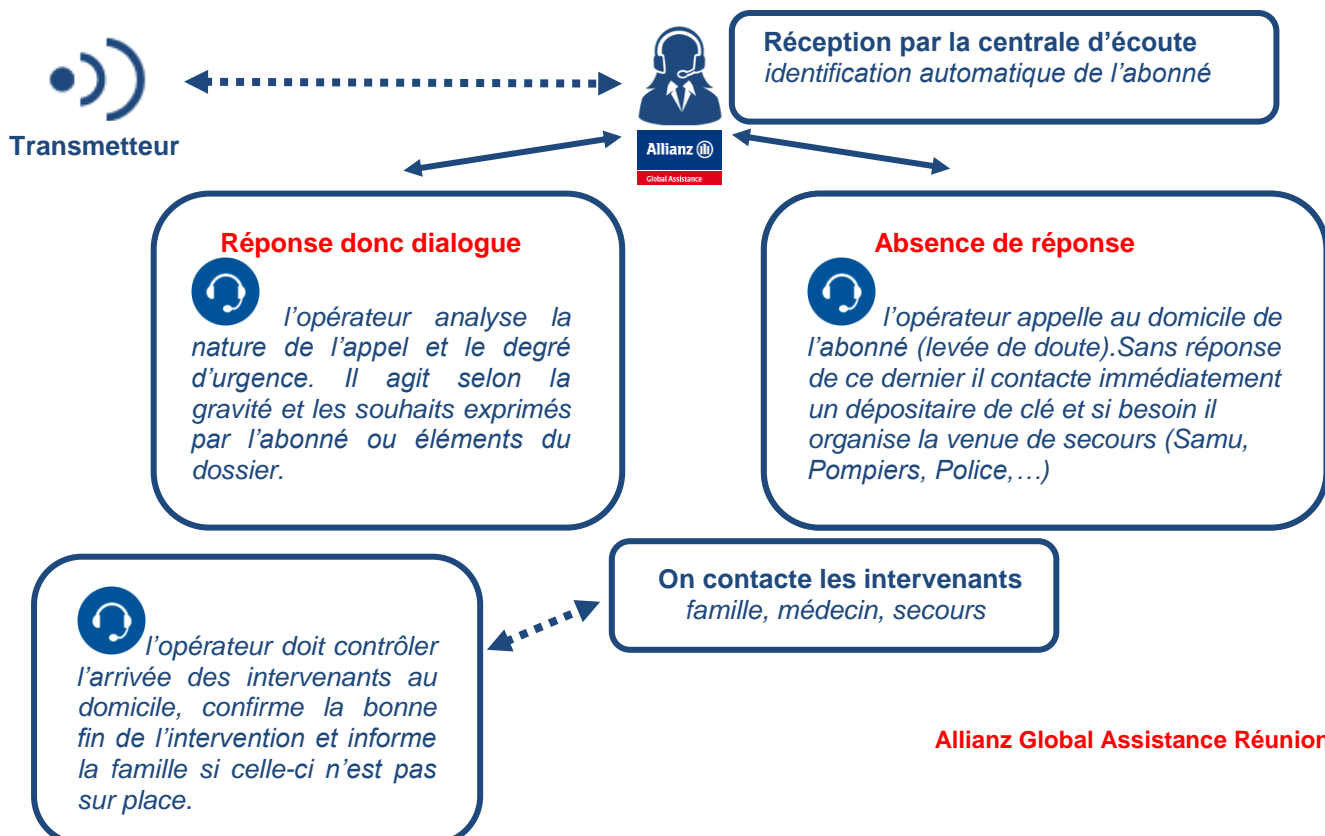 Réception par la centrale d'écoute
identification automatique de l'abonné
Transmetteur
Allianz
Global Assistance
Réponse donc dialogue
l'opérateur analyse la
nature de l'appel et le degré
d'urgence. Il agit selon la
gravité et les souhaits exprimés
par l'abonné ou éléments du
dossier.
Absence de réponse
l'opérateur appelle au domicile de
l'abonné (levée de doute).Sans réponse
de ce dernier il contacte immédiatement
un dépositaire de clé et si besoin il
organise la venue de secours (Samu,
Pompiers, Police,…)
On contacte les intervenants
famille, médecin, secours
l'opérateur doit contrôler
l'arrivée des intervenants au
domicile, confirme la bonne
fin de l'intervention et informe
la famille si celle-ci n'est pas
sur place.
Allianz Global Assistance Réunion